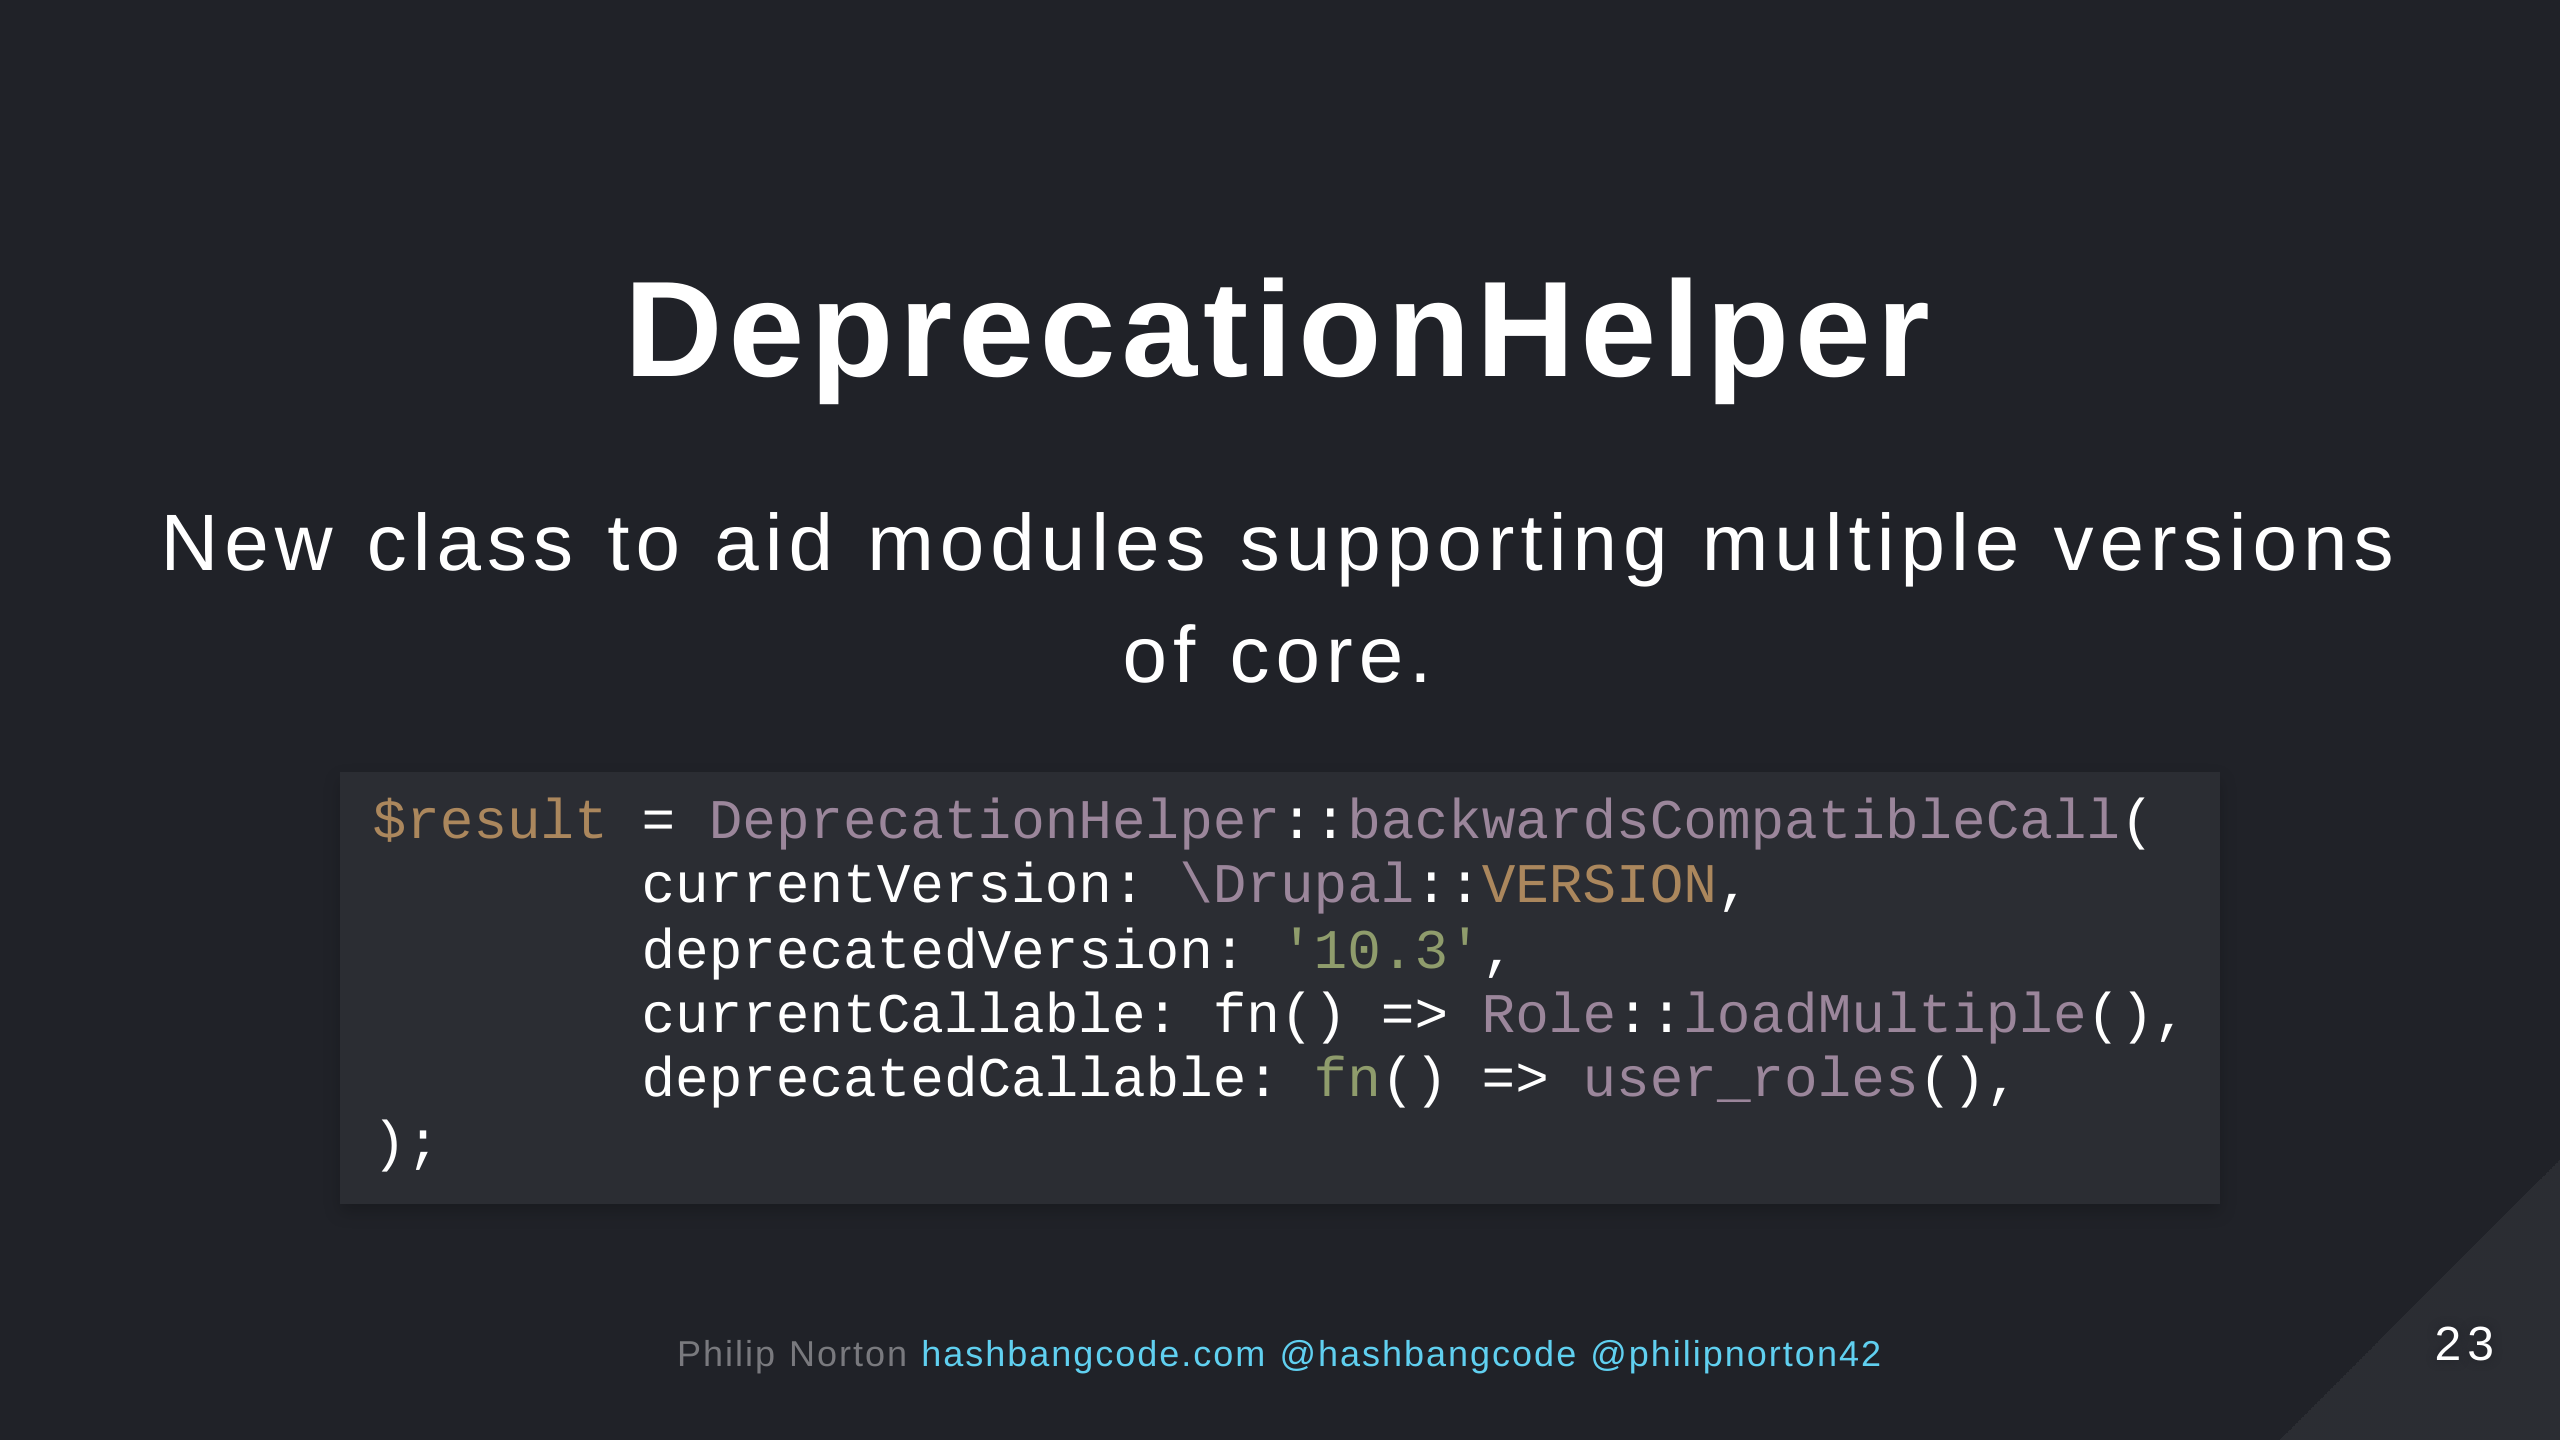 DeprecationHelper
New class to aid modules supporting multiple versions
of core.
$result = DeprecationHelper::backwardsCompatibleCall(
        currentVersion: \Drupal::VERSION,
        deprecatedVersion: '10.3',
        currentCallable: fn() => Role::loadMultiple(),
        deprecatedCallable: fn() => user_roles(),
);
Philip Norton hashbangcode.com @hashbangcode @philipnorton42
23